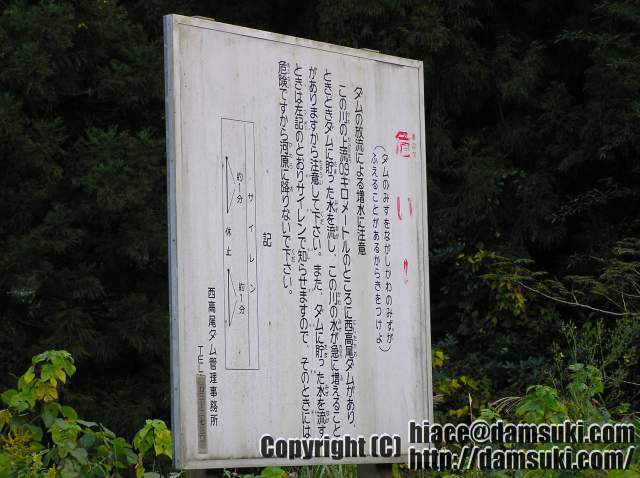 危い!!
ダムの放流による増水に注意
(ダムのみずをながしかわのみずが
ふえることがあるからきをつけよ)
この川の上流0.9キロメートルのところに西高尾ダムがあり、
ときどきダムに貯った水を流し、この川の水が急に増えること
がありますから注意して下さい。また、ダムに貯った水を流す
ときは左記のとおりサイレンで知らせますので、そのときには
危険ですから河原に降りないで下さい。
記
サイレン
約1分
休止
約1分
西高尾ダム管理事務所
TEL
Copyright (C) hiace@damsuki.com
http://damsuki.com/